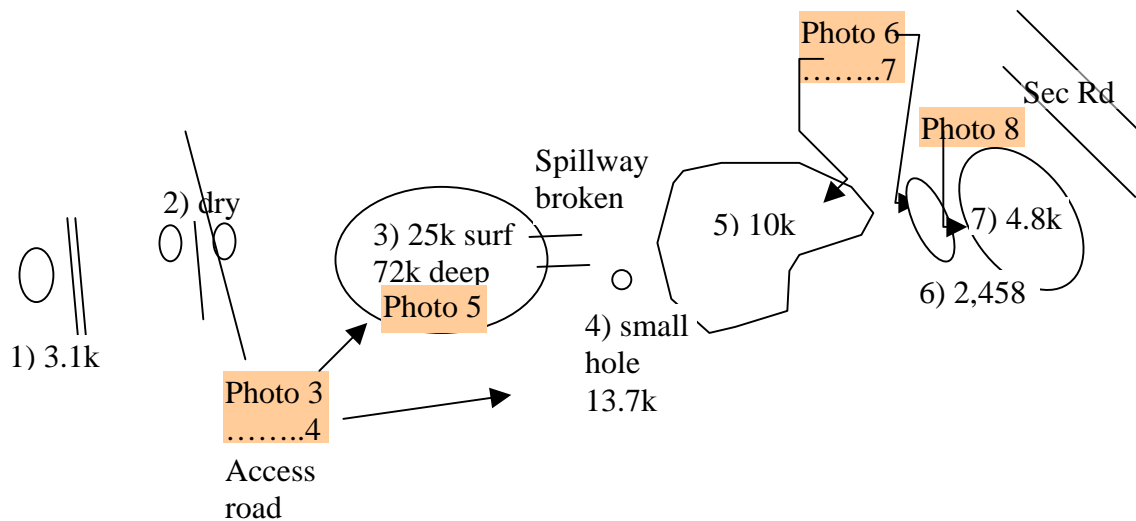 Photo 6
……..7
Sec Rd
Photo 8
Spillway
broken
2) dry
3) 25k surf
72k deep
Photo 5
5) 10k
7) 4.8k
6) 2,458
4) small
hole
13.7k
1) 3.1k
Photo 3
……..4
Access
road